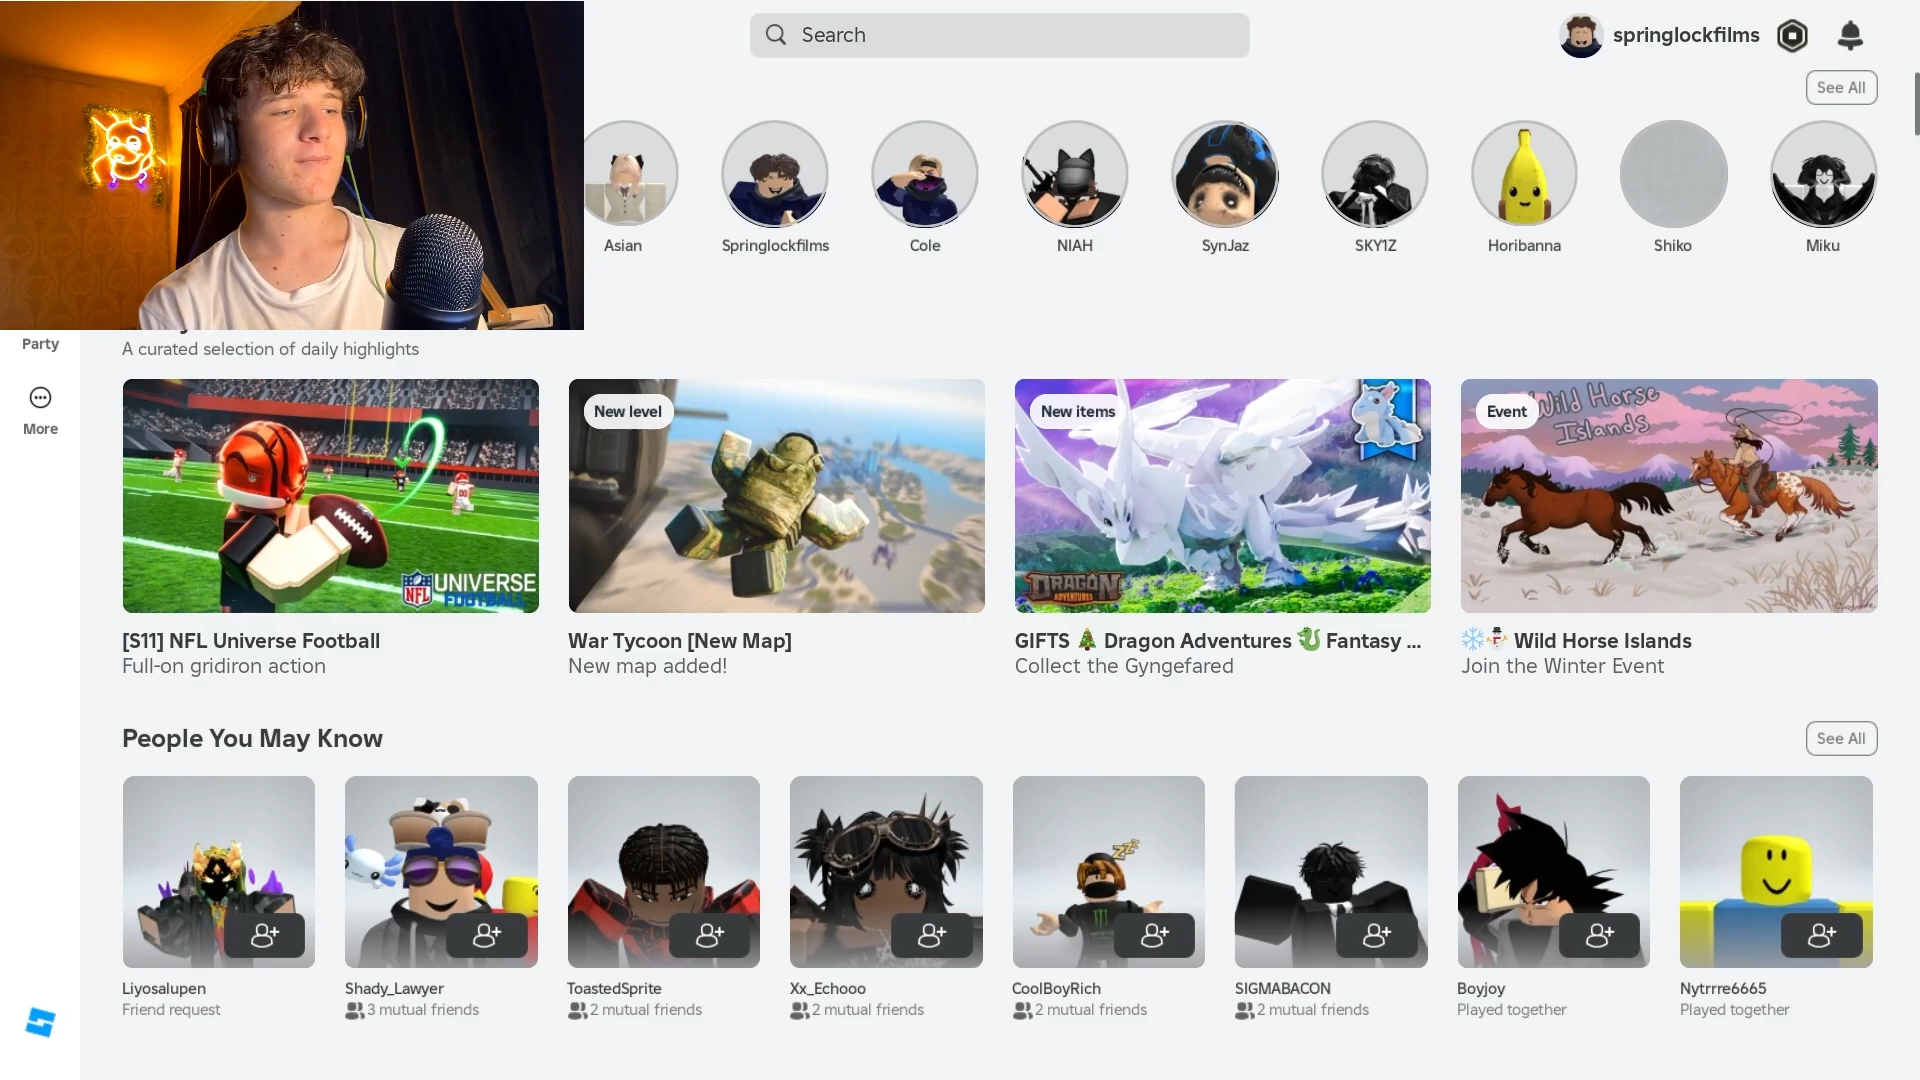 Search
springlockfilms
See All
Asian
Springlockfilms
Cole
NIAH
SynJaz
SKY1Z
Horibanna
Shiko
Miku
Party
More
A curated selection of daily highlights
New level
New items
Event
Wild Horse
Islands
NFL
UNIVERSE
FOOTBALL
DRAGON
ADVENTURES
[S11] NFL Universe Football
Full-on gridiron action
War Tycoon [New Map]
New map added!
GIFTS 🎄 Dragon Adventures 🐉 Fantasy ...
Collect the Gyngefared
❄️☃️ Wild Horse Islands
Join the Winter Event
People You May Know
See All
Liyosalupen
Friend request
Shady_Lawyer
3 mutual friends
ToastedSprite
2 mutual friends
Xx_Echooo
2 mutual friends
CoolBoyRich
2 mutual friends
SIGMABACON
2 mutual friends
Boyjoy
Played together
Nytrrre6665
Played together